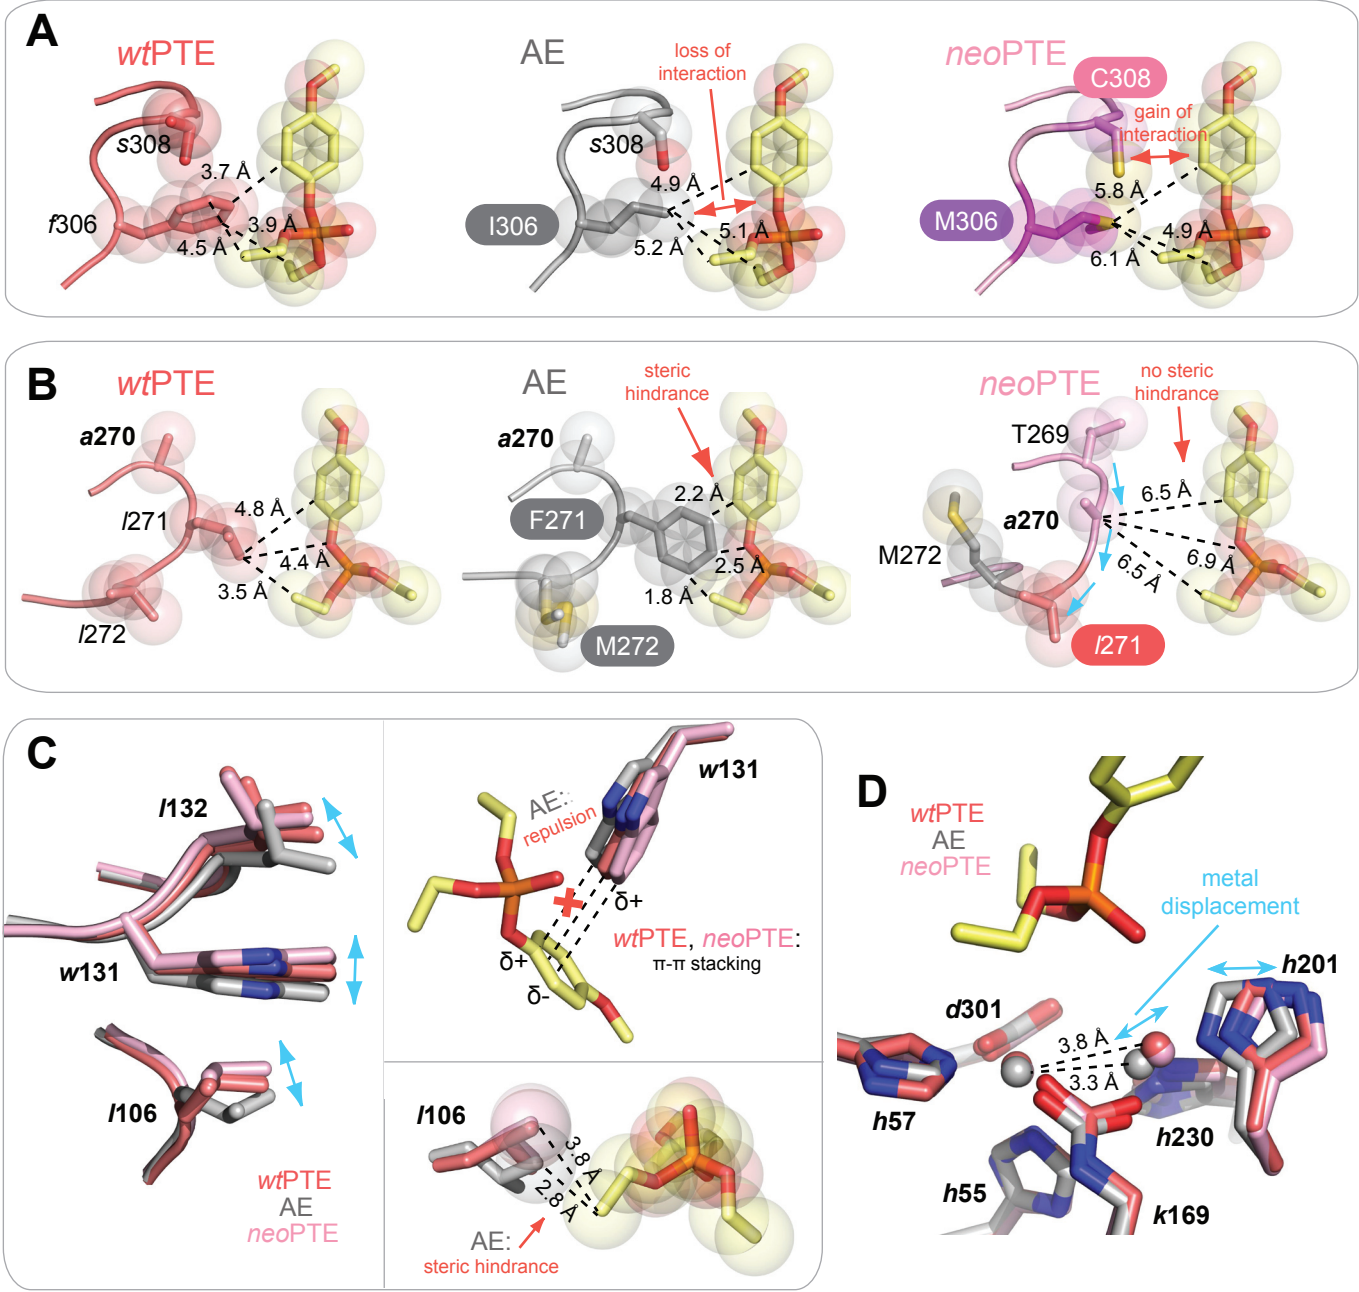 A
wtPTE
s308
3.7 Å
f306
3.9 Å
4.5 Å
AE
loss of
interaction
s308
4.9 Å
I306
5.1 Å
5.2 Å
neoPTE
C308
gain of
interaction
5.8 Å
M306
4.9 Å
6.1 Å
B
wtPTE
a270
l271
4.8 Å
4.4 Å
3.5 Å
l272
AE
steric
hindrance
a270
2.2 Å
F271
2.5 Å
1.8 Å
M272
neoPTE
no steric
hindrance
T269
6.5 Å
a270
M272
6.9 Å
6.5 Å
l271
C
l132
w131
l106
wtPTE
AE
neoPTE
w131
AE:
repulsion
δ+
wtPTE, neoPTE:
π-π stacking
δ+
δ-
l106
3.8 Å
2.8 Å
AE:
steric hindrance
D
wtPTE
AE
neoPTE
metal
displacement
h201
d301
3.8 Å
3.3 Å
h57
h230
h55
k169